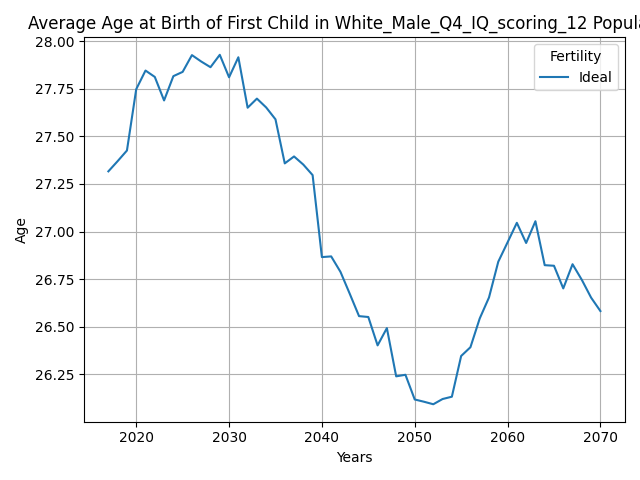 Average Age at Birth of First Child in White_Male_Q4_IQ_scoring_12 Popula
Fertility
Ideal
28.00
27.75
27.50
27.25
27.00
26.75
26.50
26.25
Age
2020 2030 2040 2050 2060 2070
Years